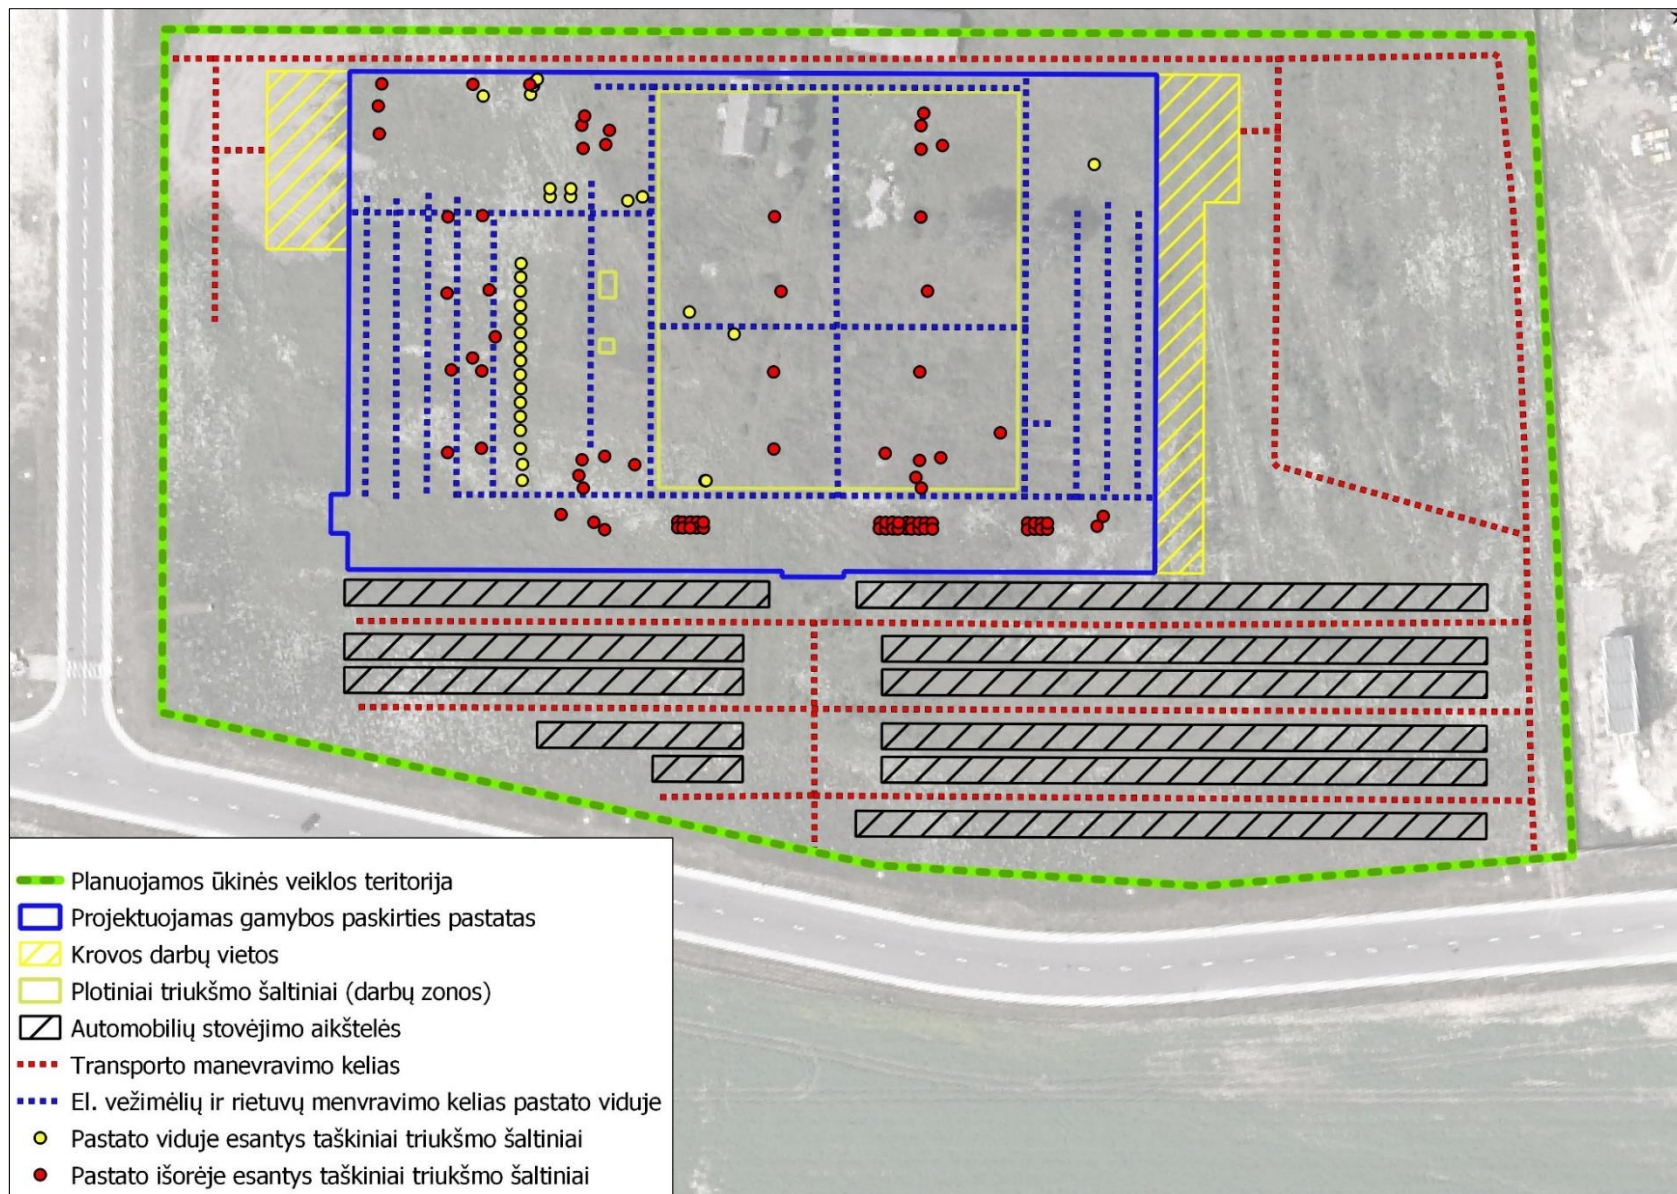 Planuojamos ūkinės veiklos teritorija
Projektuojamas gamybos paskirties pastatas
Krovos darbų vietos
Plotiniai triukšmo šaltiniai (darbų zonos)
Automobilių stovėjimo aikštelės
Transporto manevravimo kelias
El. vežimėlių ir rietuvų menvravimo kelias pastato viduje
Pastato viduje esantys taškiniai triukšmo šaltiniai
Pastato išorėje esantys taškiniai triukšmo šaltiniai